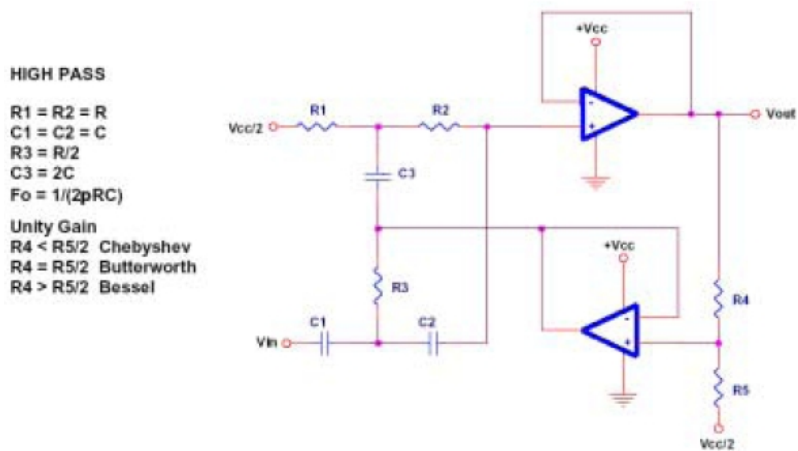 HIGH PASS
R1 = R2 = R
C1 = C2 = C
R3 = R/2
C3 = 2C
Fo = 1/(2pRC)
Unity Gain
R4 < R5/2 Chebyshev
R4 = R5/2 Butterworth
R4 > R5/2 Bessel
+Vcc
R1
R2
-
+
Vout
Vcc/2
C3
+Vcc
R3
R4
-
+
C1
C2
Vin
R5
Vcc/2